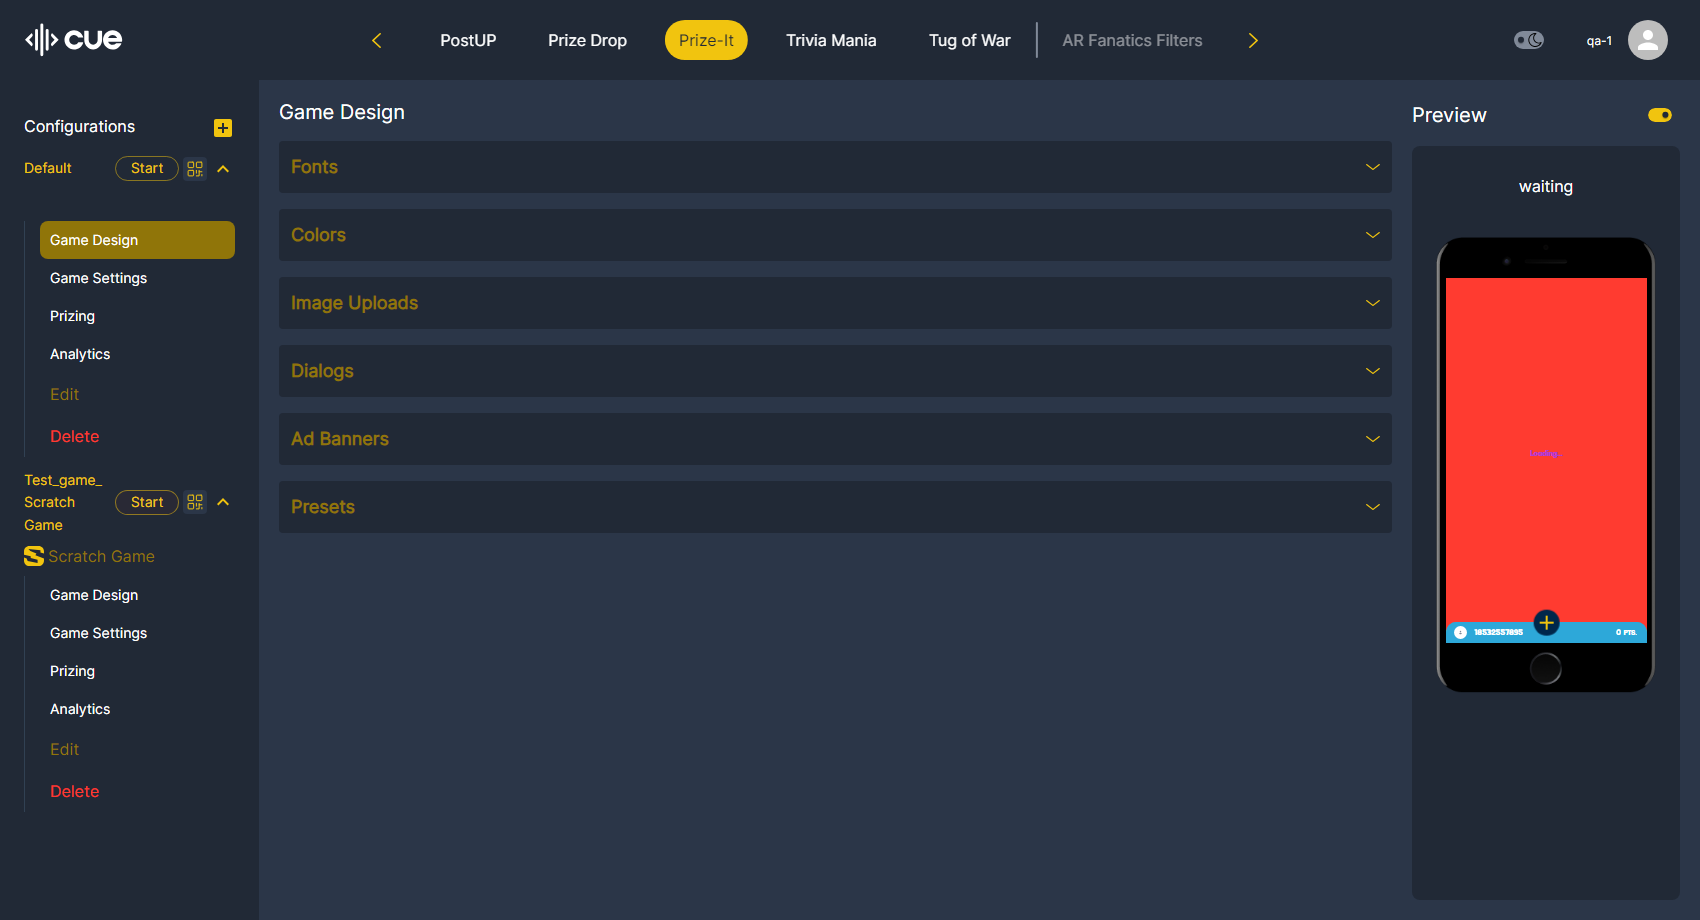 cue
PostUP
Prize Drop
Prize-It
Trivia Mania
Tug of War
AR Fanatics Filters
qa-1
Configurations
Default
Start
Game Design
Game Settings
Prizing
Analytics
Edit
Delete
Test_game_
Scratch
Game
Start
Scratch Game
Game Design
Game Settings
Prizing
Analytics
Edit
Delete
Game Design
Fonts
Colors
Image Uploads
Dialogs
Ad Banners
Presets
Preview
waiting
Loading
18532557895
0 PTS.